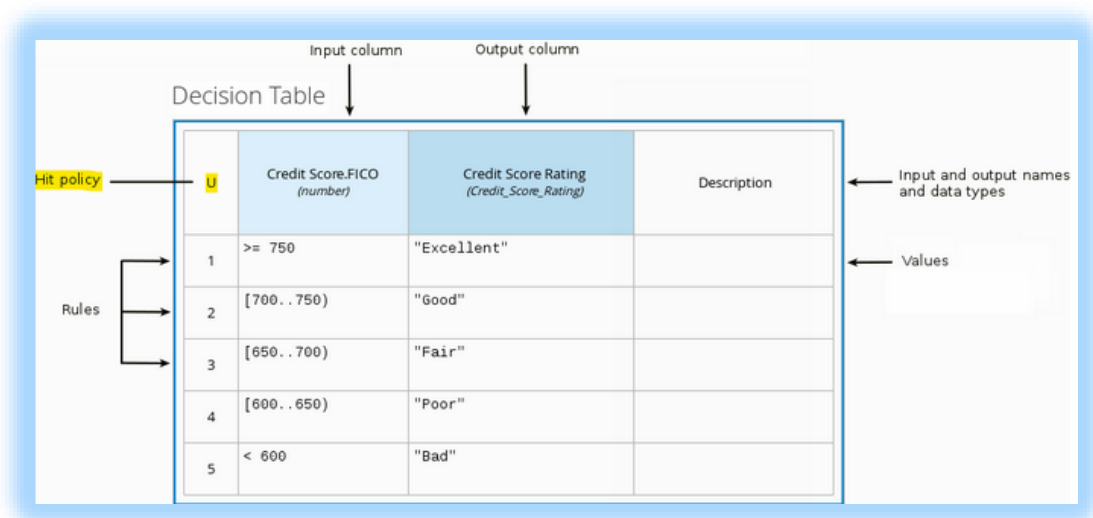 Input column
Output column
Decision Table
Hit policy
U
Credit Score.FICO
(number)
Credit Score Rating
(Credit_Score_Rating)
Description
Input and output names
and data types
1
>= 750
"Excellent"
Values
Rules
2
[700..750)
"Good"
3
[650..700)
"Fair"
4
[600..650)
"Poor"
5
< 600
"Bad"